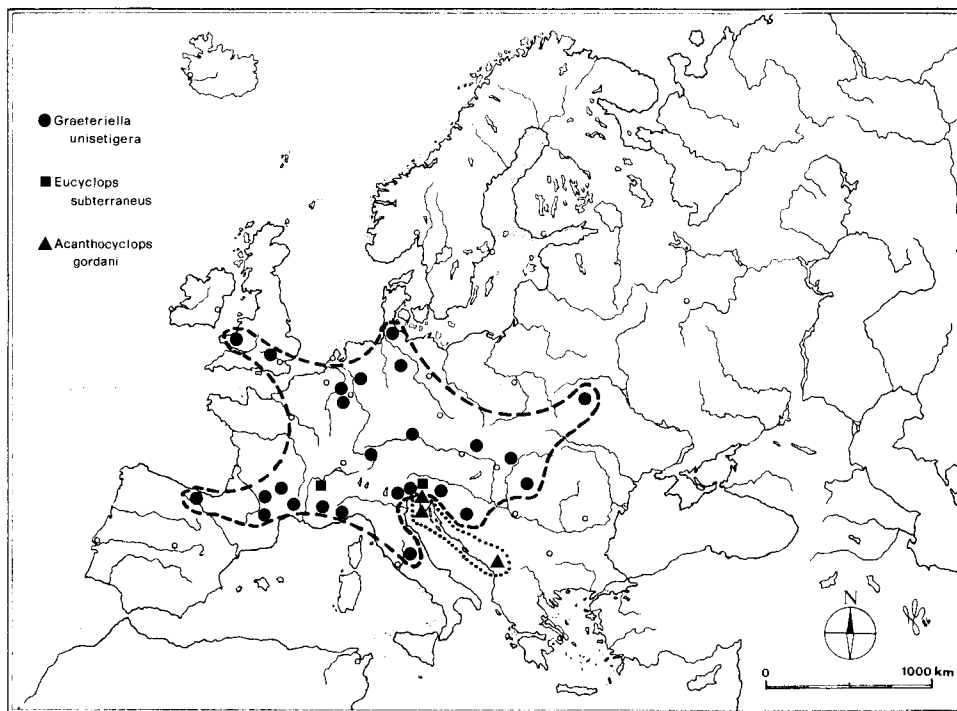 Graeteriella
unisetigera
Eucyclops
subterraneus
Acanthocyclops
gordani
N
0 1000 km